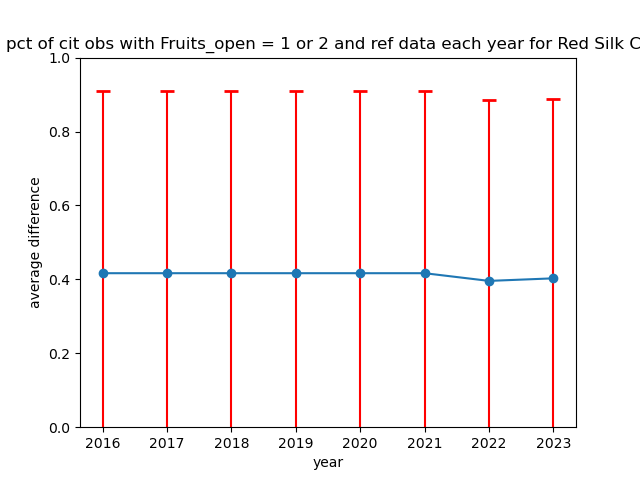 pct of cit obs with Fruits_open = 1 or 2 and ref data each year for Red Silk C
1.0
0.8
0.6
0.4
0.2
0.0
average difference
2016 2017 2018 2019 2020 2021 2022 2023
year